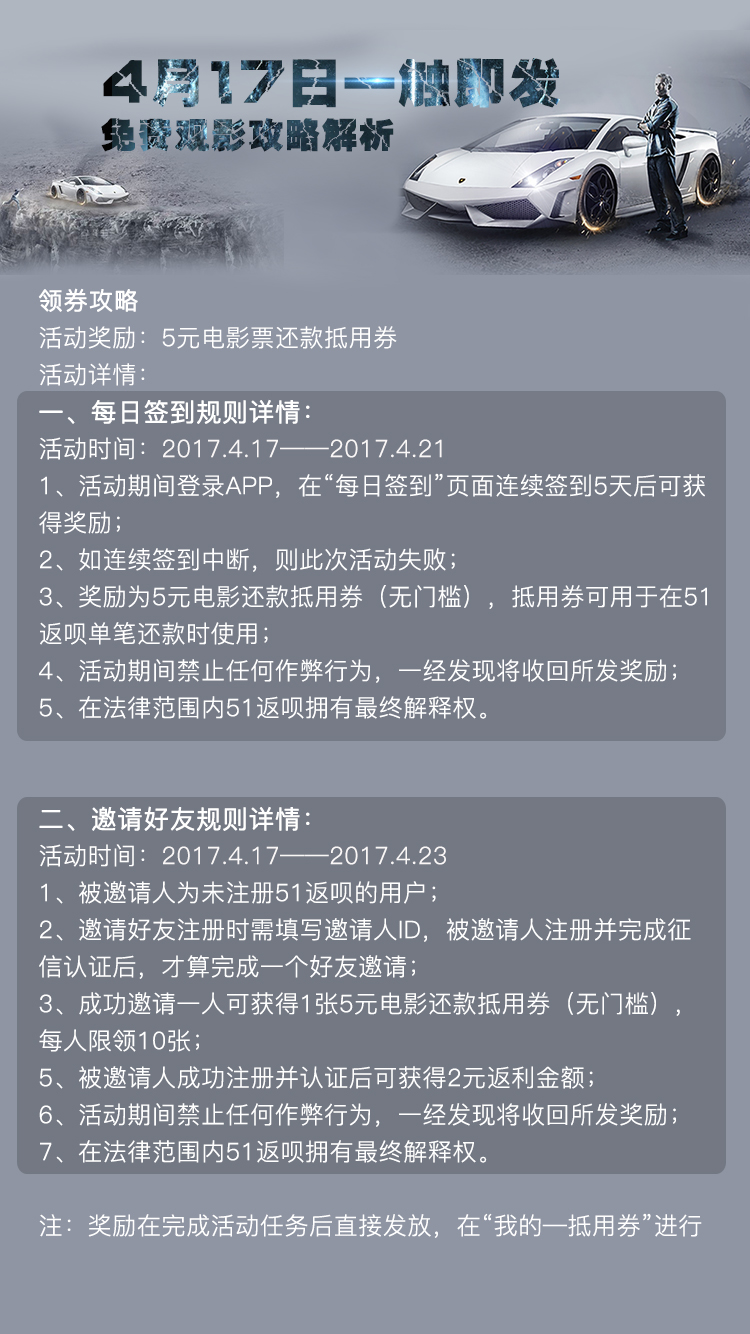 4月17日一触即发
免费观影攻略解析
领券攻略
活动奖励：5元电影票还款抵用券
活动详情：
一、每日签到规则详情：
活动时间：2017.4.17——2017.4.21
1、活动期间登录APP，在“每日签到”页面连续签到5天后可获
得奖励；
2、如连续签到中断，则此次活动失败；
3、奖励为5元电影还款抵用券（无门槛），抵用券可用于在51
返呗单笔还款时使用；
4、活动期间禁止任何作弊行为，一经发现将收回所发奖励；
5、在法律范围内51返呗拥有最终解释权。
二、邀请好友规则详情：
活动时间：2017.4.17——2017.4.23
1、被邀请人为未注册51返呗的用户；
2、邀请好友注册时需填写邀请人ID，被邀请人注册并完成征
信认证后，才算完成一个好友邀请；
3、成功邀请一人可获得1张5元电影还款抵用券（无门槛），
每人限领10张；
5、被邀请人成功注册并认证后可获得2元返利金额；
6、活动期间禁止任何作弊行为，一经发现将收回所发奖励；
7、在法律范围内51返呗拥有最终解释权。
注：奖励在完成活动任务后直接发放，在“我的—抵用券”进行